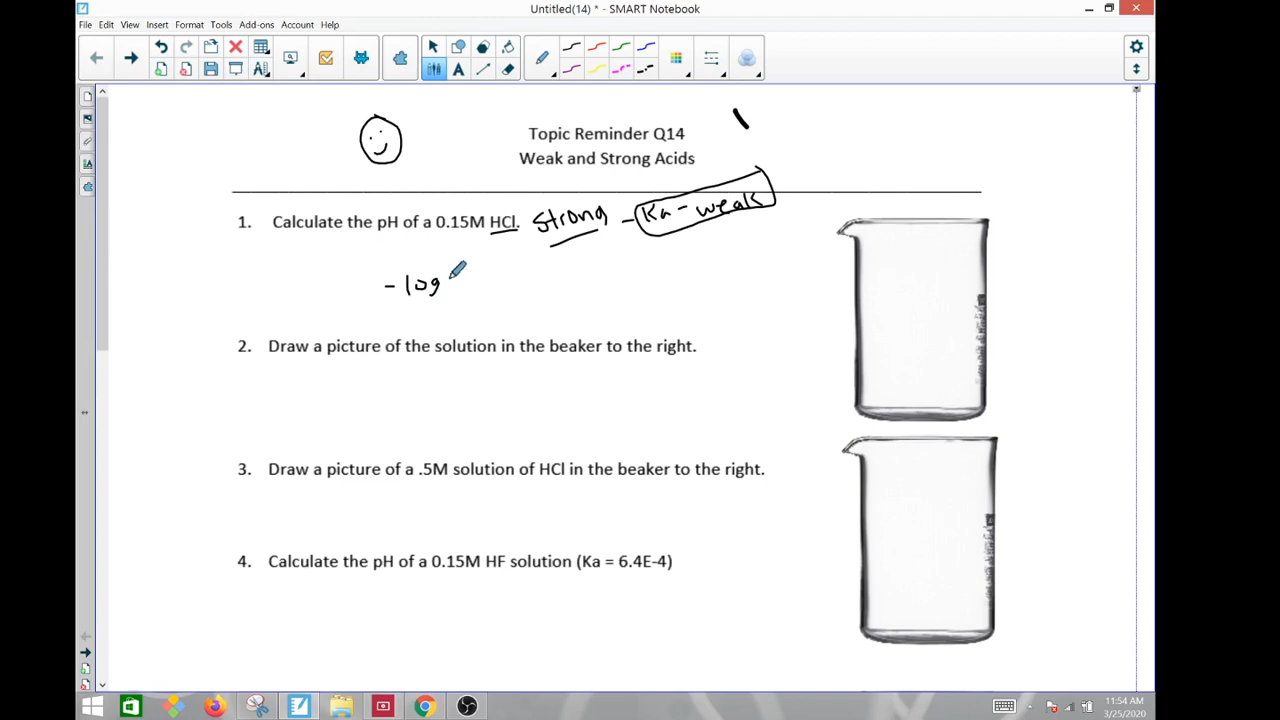 Untitled(14) * - SMART Notebook
File Edit View Insert Format Tools Add-ons Account Help
Topic Reminder Q14
Weak and Strong Acids
1. Calculate the pH of a 0.15M HCl. Strong - Ka - weak
- log
2. Draw a picture of the solution in the beaker to the right.
3. Draw a picture of a .5M solution of HCl in the beaker to the right.
4. Calculate the pH of a 0.15M HF solution (Ka = 6.4E-4)
11:54 AM
3/25/2020